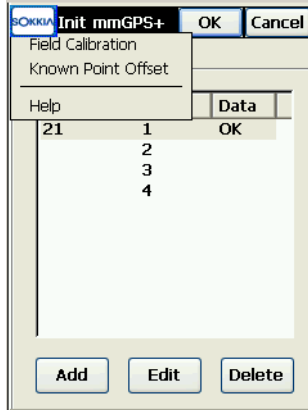 SOKKIA Init mmGPS+ OK Cancel
Field Calibration
Known Point Offset
Help
Data
21 1 OK
2
3
4
Add Edit Delete